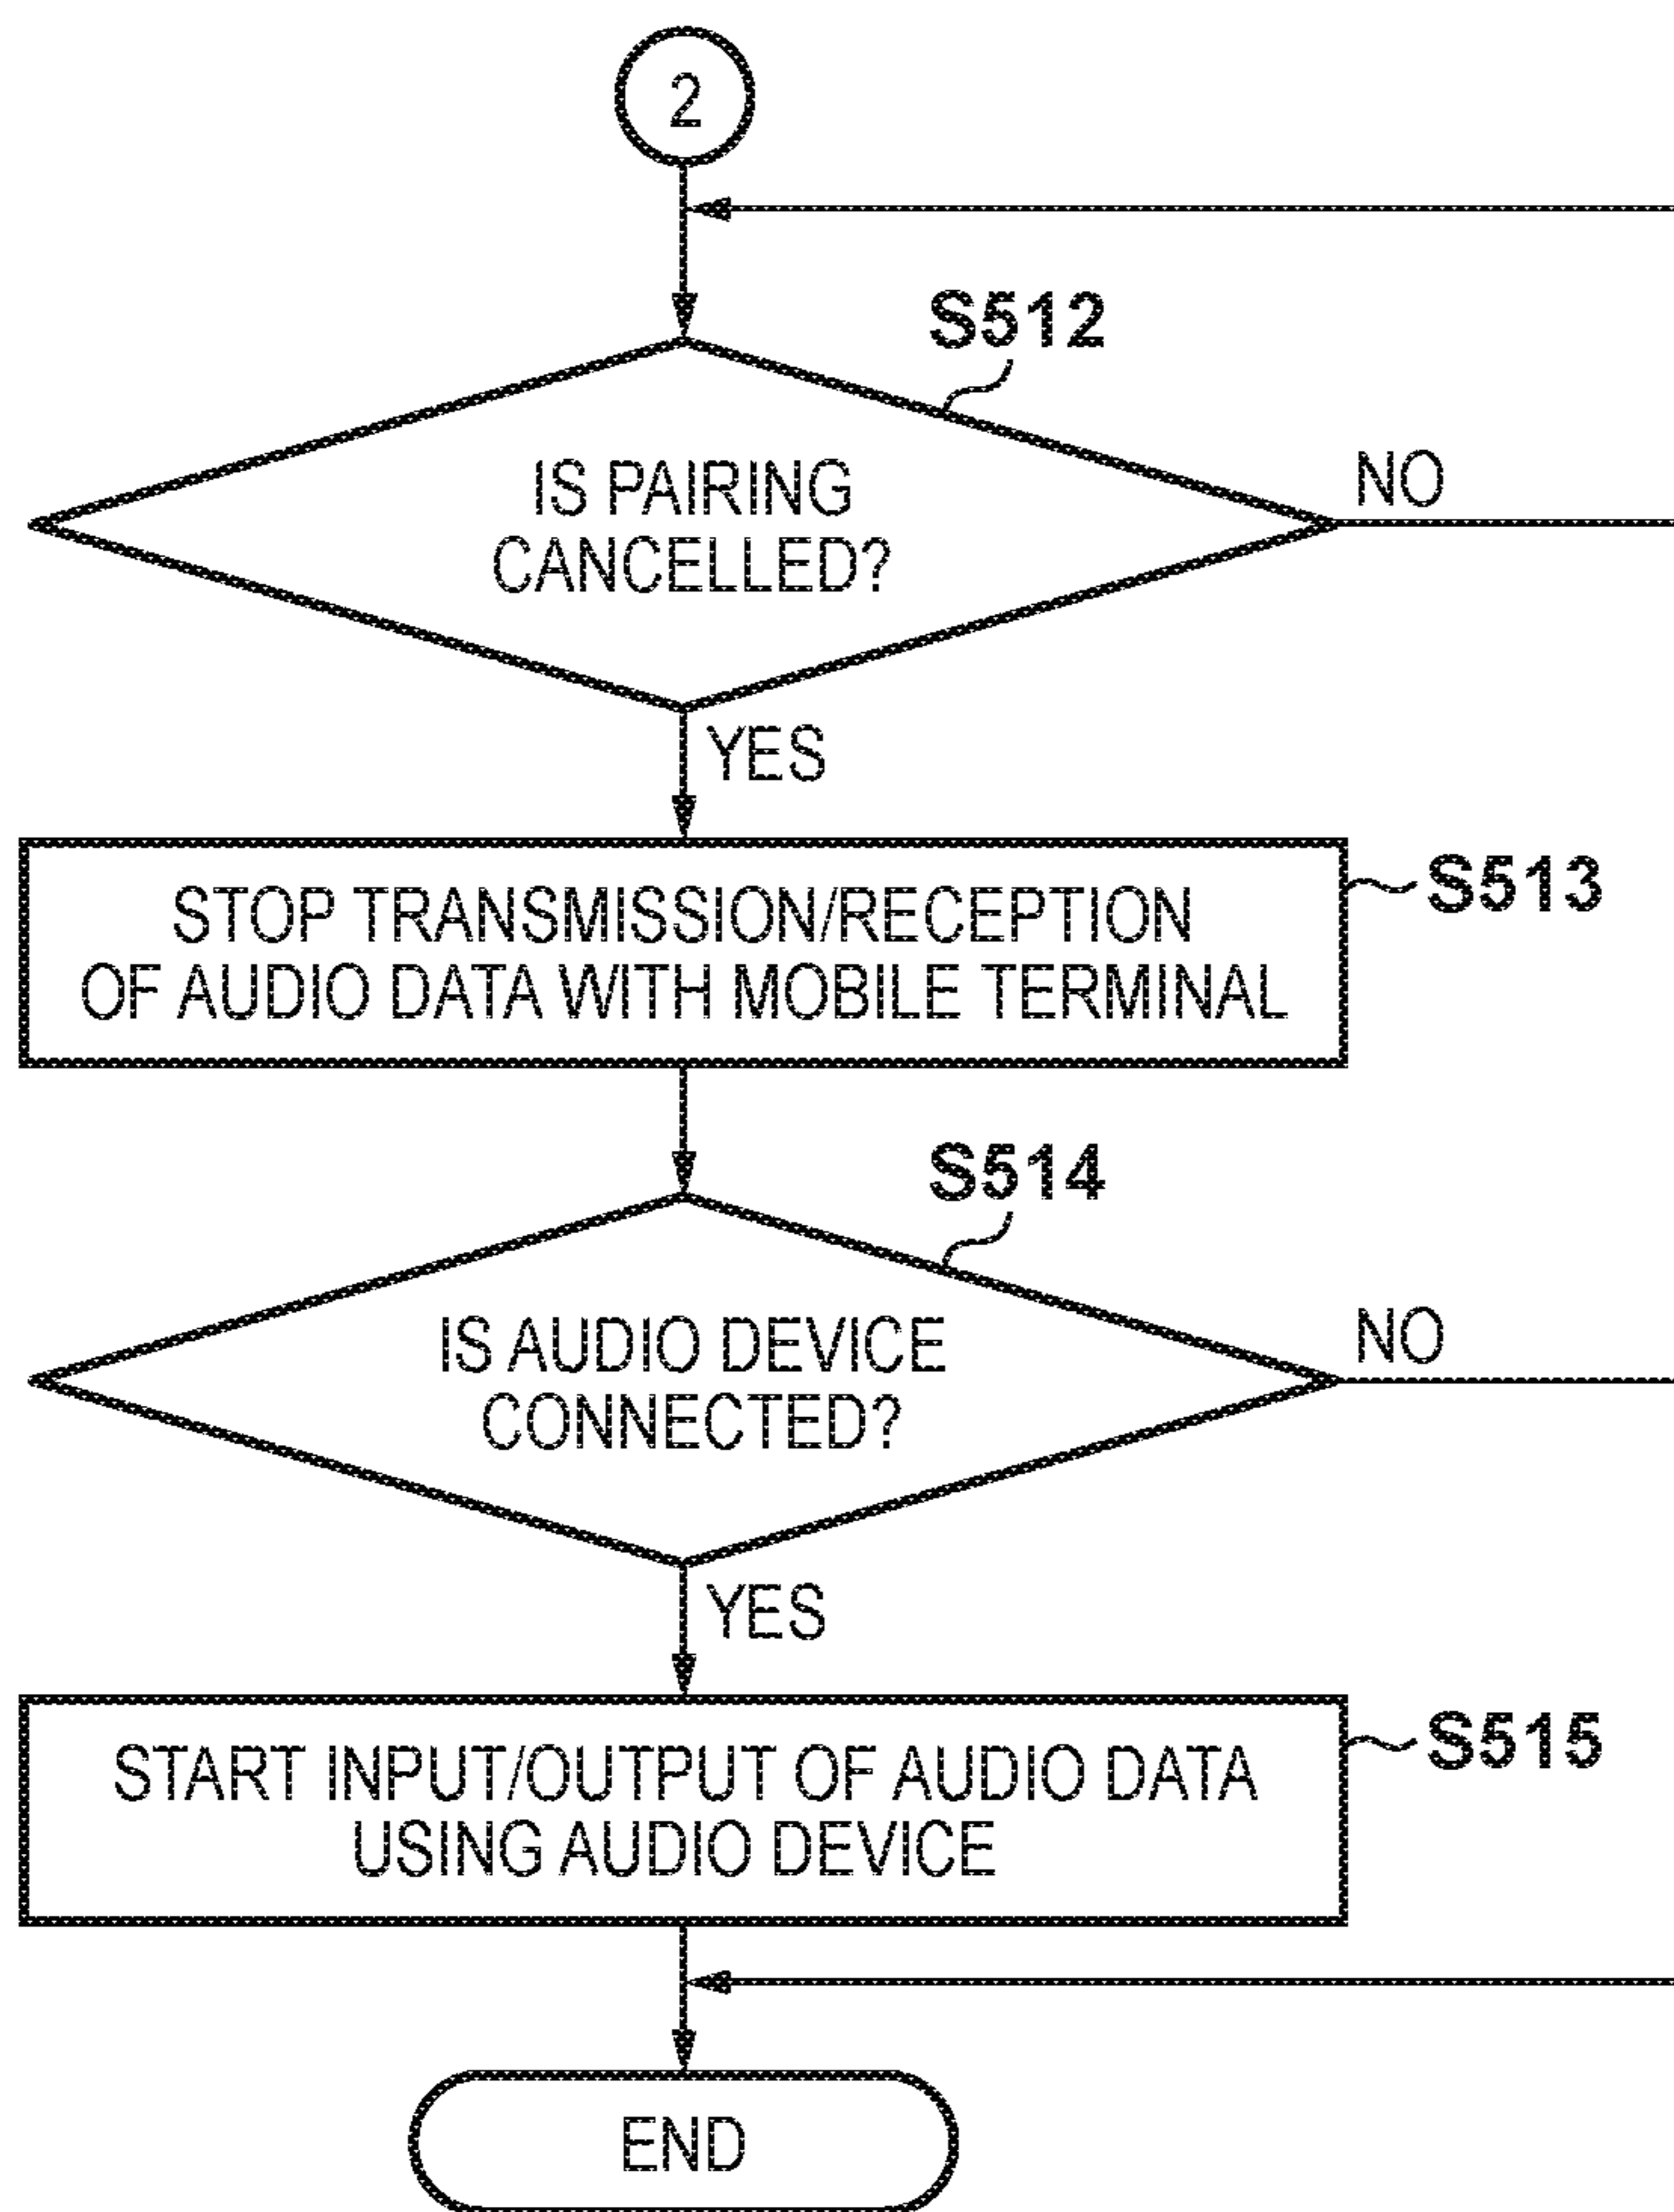 2
S512
IS PAIRING
CANCELLED?
NO
YES
STOP TRANSMISSION/RECEPTION
OF AUDIO DATA WITH MOBILE TERMINAL
S513
S514
IS AUDIO DEVICE
CONNECTED?
NO
YES
START INPUT/OUTPUT OF AUDIO DATA
USING AUDIO DEVICE
S515
END